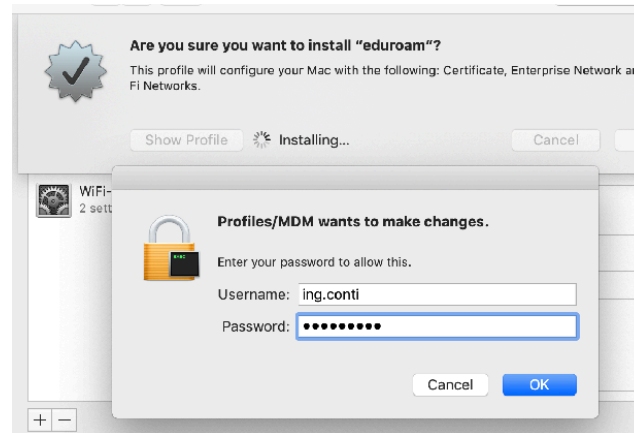 Are you sure you want to install “eduroam”?
This profile will configure your Mac with the following: Certificate, Enterprise Network
Fi Networks.
Show Profile
Installing...
Cancel
WiFi-
2 sett
Profiles/MDM wants to make changes.
Enter your password to allow this.
Username: ing.conti
Password: •••••••••
Cancel
OK